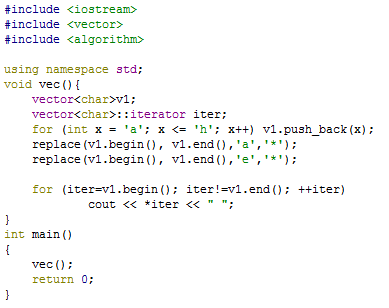 #include <iostream>
#include <vector>
#include <algorithm>
using namespace std;
void vec(){
    vector<char>v1;
    vector<char>::iterator iter;
    for (int x = 'a'; x <= 'h'; x++) v1.push_back(x);
    replace(v1.begin(), v1.end(),'a','*');
    replace(v1.begin(), v1.end(),'e','*');
    for (iter=v1.begin(); iter!=v1.end(); ++iter)
            cout << *iter << " ";
}
int main()
{
    vec();
    return 0;
}